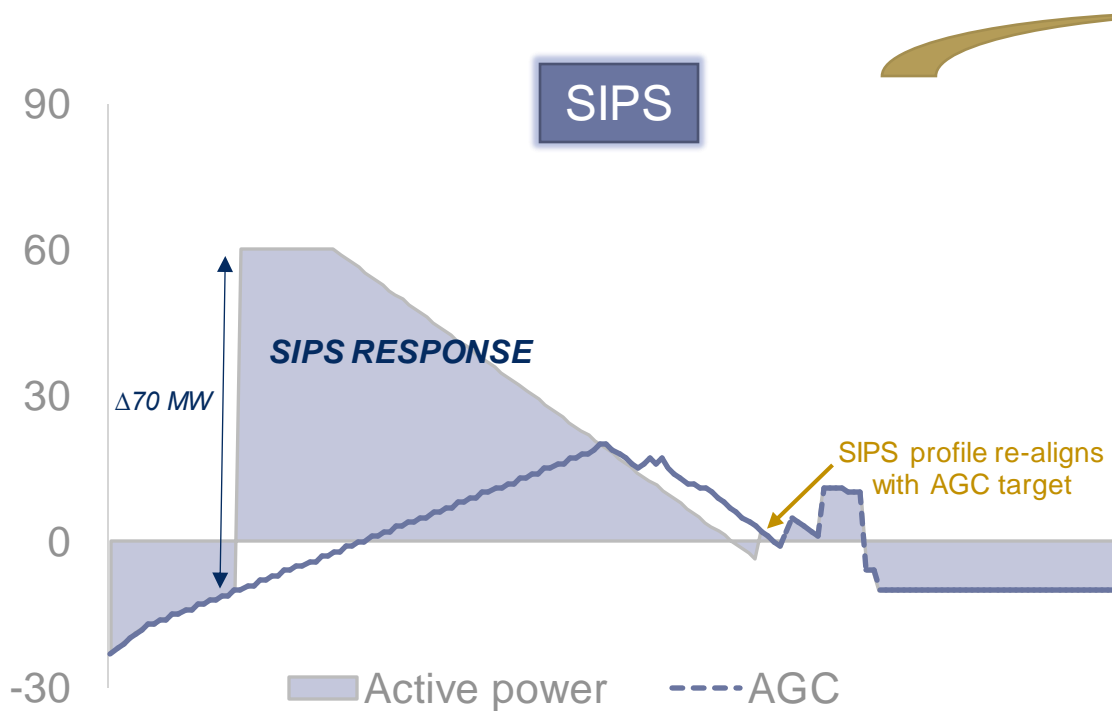 SIPS
90
60
30
0
-30
∆70 MW
SIPS RESPONSE
SIPS profile re-aligns
with AGC target
Active power
AGC